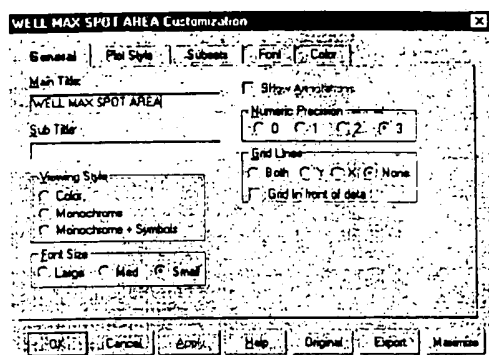 WELL MAX SPOT AREA Customization
General Plot Style Subsets Font Color
Main Title:
WELL MAX SPOT AREA
Sub Title:
Viewing Style
Color
Monochrome
Monochrome + Symbols
Font Size
Large Med Small
Show Annotations
Numeric Precision
0 1 2 3
Grid Lines
Both Y X None
Grid in front of data
OK Cancel Apply Help Original Export Maximize